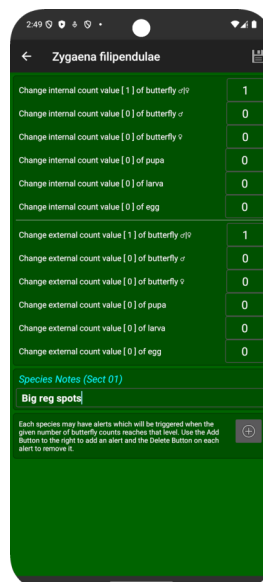 2:49
Zygaena filipendulae
Change internal count value [ 1 ] of butterfly ♂|♀ 1
Change internal count value [ 0 ] of butterfly ♂ 0
Change internal count value [ 0 ] of butterfly ♀ 0
Change internal count value [ 0 ] of pupa 0
Change internal count value [ 0 ] of larva 0
Change internal count value [ 0 ] of egg 0
Change external count value [ 1 ] of butterfly ♂|♀ 1
Change external count value [ 0 ] of butterfly ♂ 0
Change external count value [ 0 ] of butterfly ♀ 0
Change external count value [ 0 ] of pupa 0
Change external count value [ 0 ] of larva 0
Change external count value [ 0 ] of egg 0
Species Notes (Sect 01)
Big reg spots
Each species may have alerts which will be triggered when the
given number of butterfly counts reaches that level. Use the Add
Button to the right to add an alert and the Delete Button on each
alert to remove it.